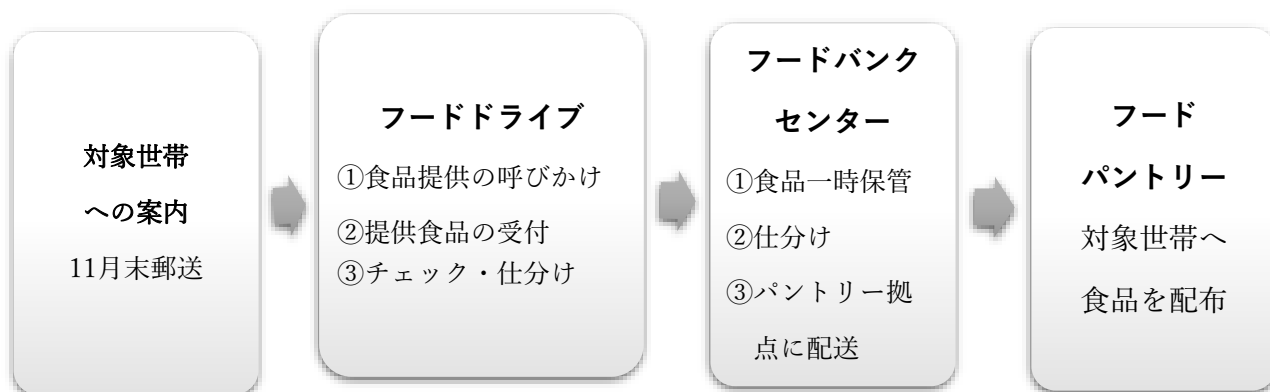 対象世帯
への案内
11月末郵送
フードドライブ
①食品提供の呼びかけ
②提供食品の受付
③チェック・仕分け
フードバンク
センター
①食品一時保管
②仕分け
③パントリー拠
点に配送
フード
パントリー
対象世帯へ
食品を配布